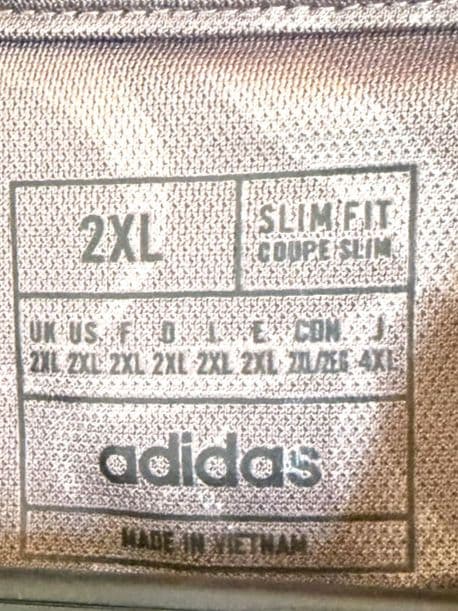 2XL
SLIM FIT
COUPE SLIM
UK US F D I E CDN J
2XL 2XL 2XL 2XL 2XL 2XL 2XL/2EG 4XL
adidas
MADE IN VIETNAM